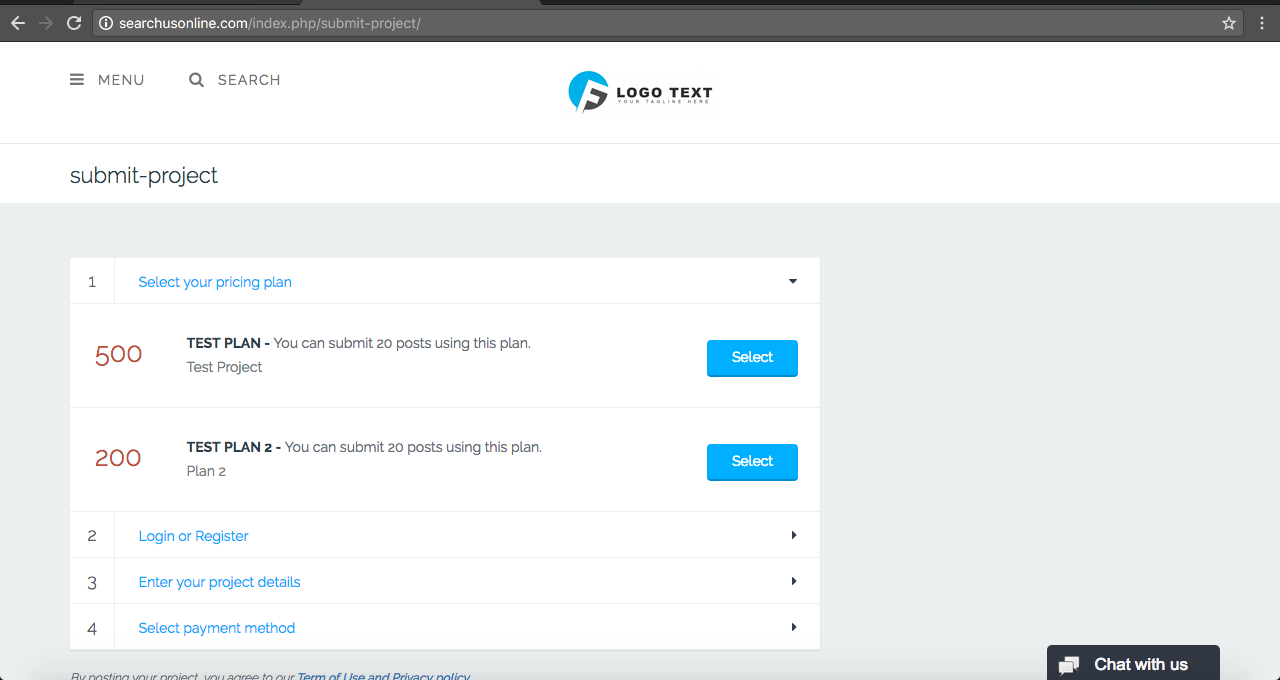 searchusonline.com/index.php/submit-project/
MENU
SEARCH
LOGO TEXT
YOUR TAGLINE HERE
submit-project
1
Select your pricing plan
500
TEST PLAN - You can submit 20 posts using this plan.
Test Project
Select
200
TEST PLAN 2 - You can submit 20 posts using this plan.
Plan 2
Select
2
Login or Register
3
Enter your project details
4
Select payment method
Chat with us
By posting your project, you agree to our Term of Use and Privacy policy